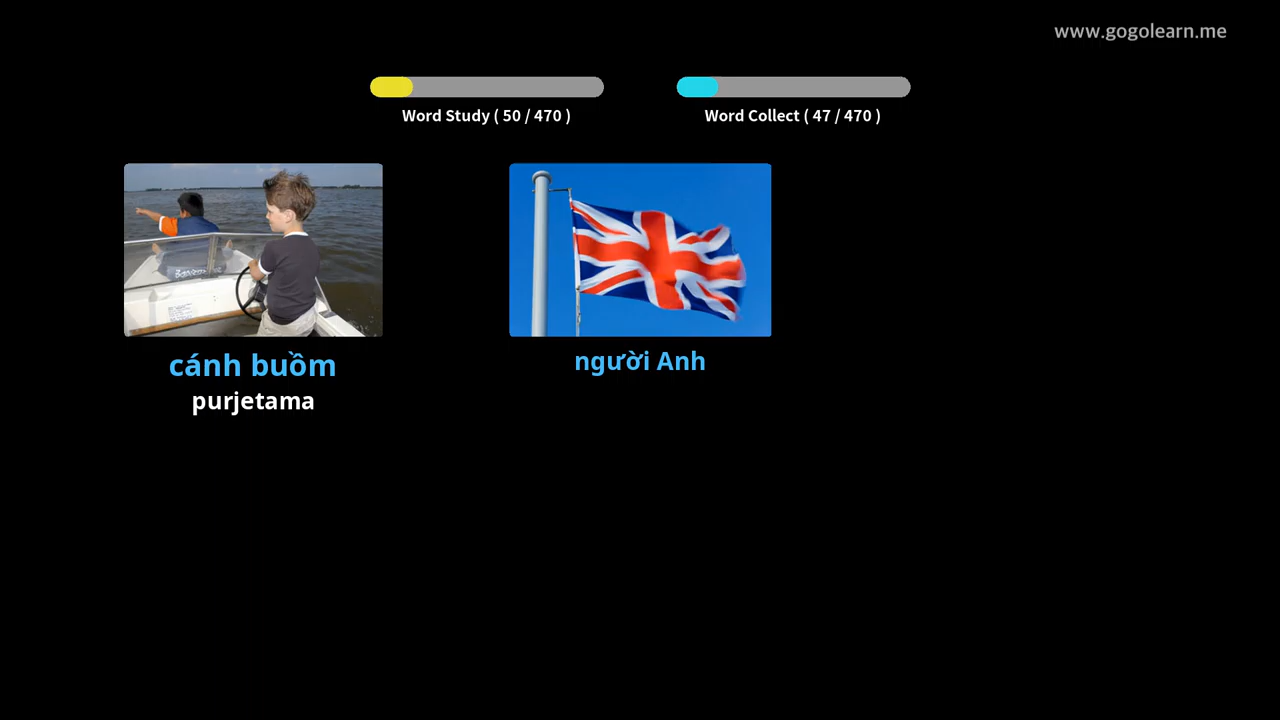 www.gogolearn.me
Word Study ( 50 / 470 )
Word Collect ( 47 / 470 )
cánh buồm
purjetama
người Anh